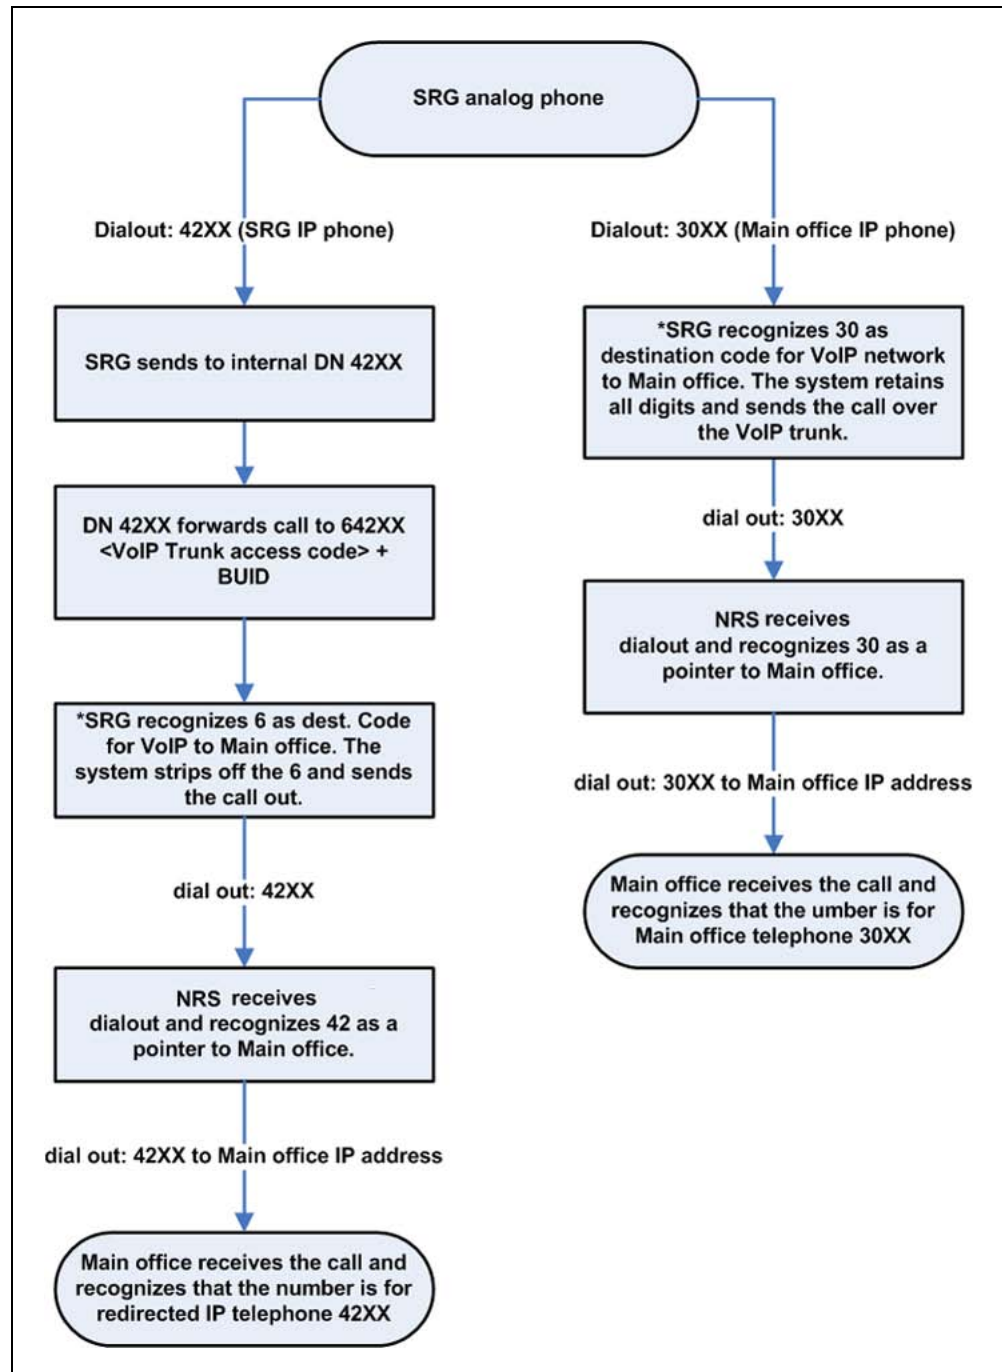 SRG analog phone
Dialout: 42XX (SRG IP phone)
SRG sends to internal DN 42XX
DN 42XX forwards call to 642XX
<VoIP Trunk access code> +
BUID
*SRG recognizes 6 as dest. Code
for VoIP to Main office. The
system strips off the 6 and sends
the call out.
dial out: 42XX
NRS receives
dialout and recognizes 42 as a
pointer to Main office.
dial out: 42XX to Main office IP address
Main office receives the call and
recognizes that the number is for
redirected IP telephone 42XX
Dialout: 30XX (Main office IP phone)
*SRG recognizes 30 as
destination code for VoIP network
to Main office. The system retains
all digits and sends the call over
the VoIP trunk.
dial out: 30XX
NRS receives
dialout and recognizes 30 as a
pointer to Main office.
dial out: 30XX to Main office IP address
Main office receives the call and
recognizes that the umber is for
Main office telephone 30XX